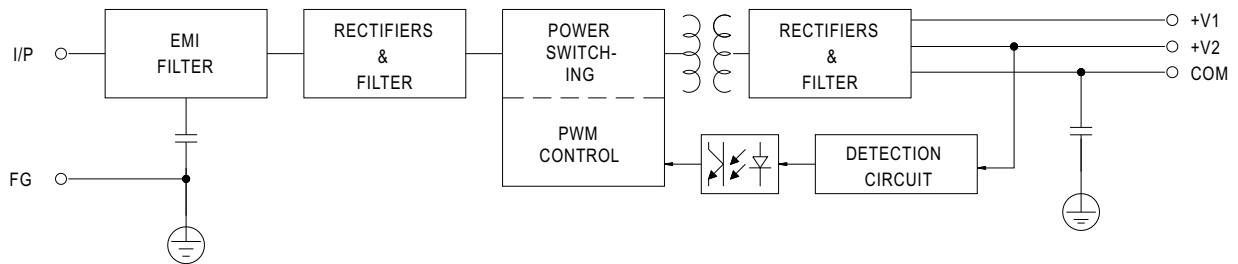 I/P
EMI
FILTER
RECTIFIERS
&
FILTER
POWER
SWITCH-
ING
PWM
CONTROL
RECTIFIERS
&
FILTER
+V1
+V2
COM
DETECTION
CIRCUIT
FG